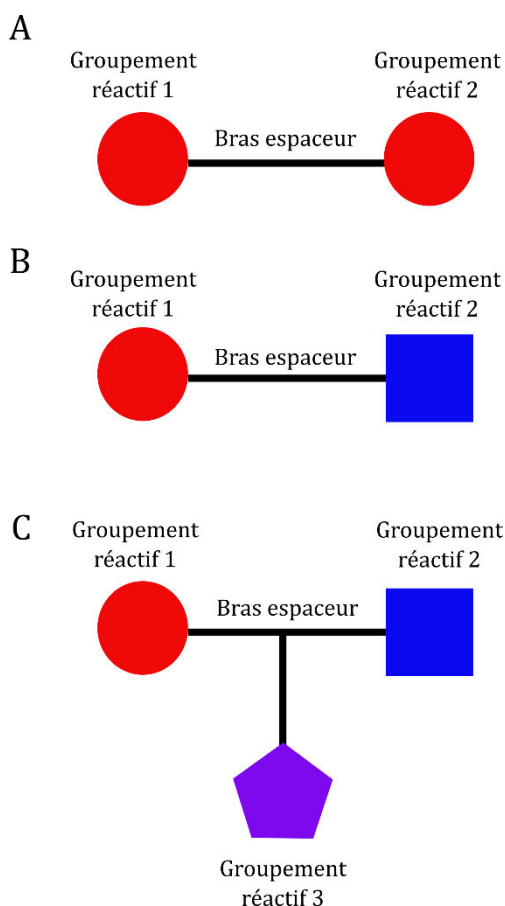 A
Groupement
réactif 1
Groupement
réactif 2
Bras espaceur
B
Groupement
réactif 1
Groupement
réactif 2
Bras espaceur
C
Groupement
réactif 1
Groupement
réactif 2
Bras espaceur
Groupement
réactif 3